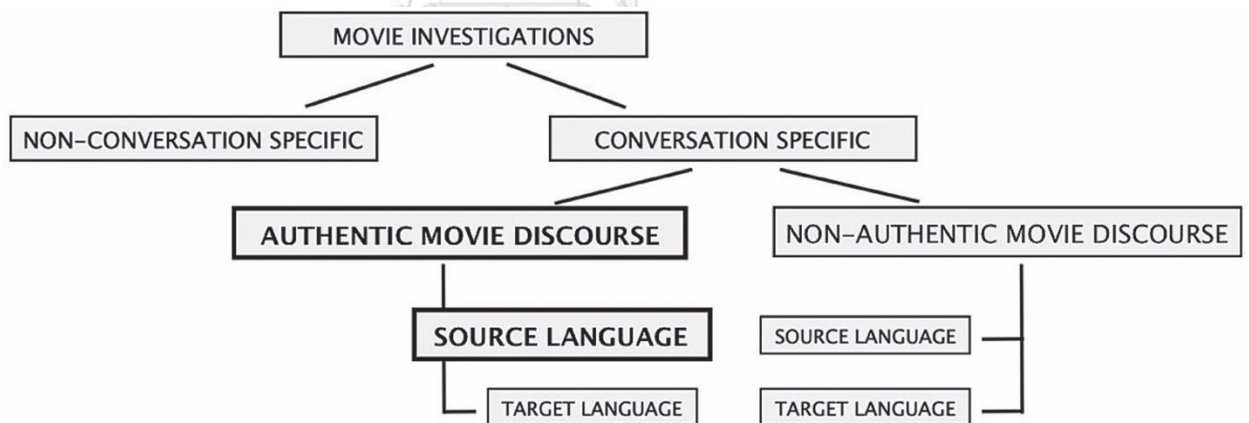 MOVIE INVESTIGATIONS
NON-CONVERSATION SPECIFIC
CONVERSATION SPECIFIC
AUTHENTIC MOVIE DISCOURSE
NON-AUTHENTIC MOVIE DISCOURSE
SOURCE LANGUAGE
SOURCE LANGUAGE
TARGET LANGUAGE
TARGET LANGUAGE